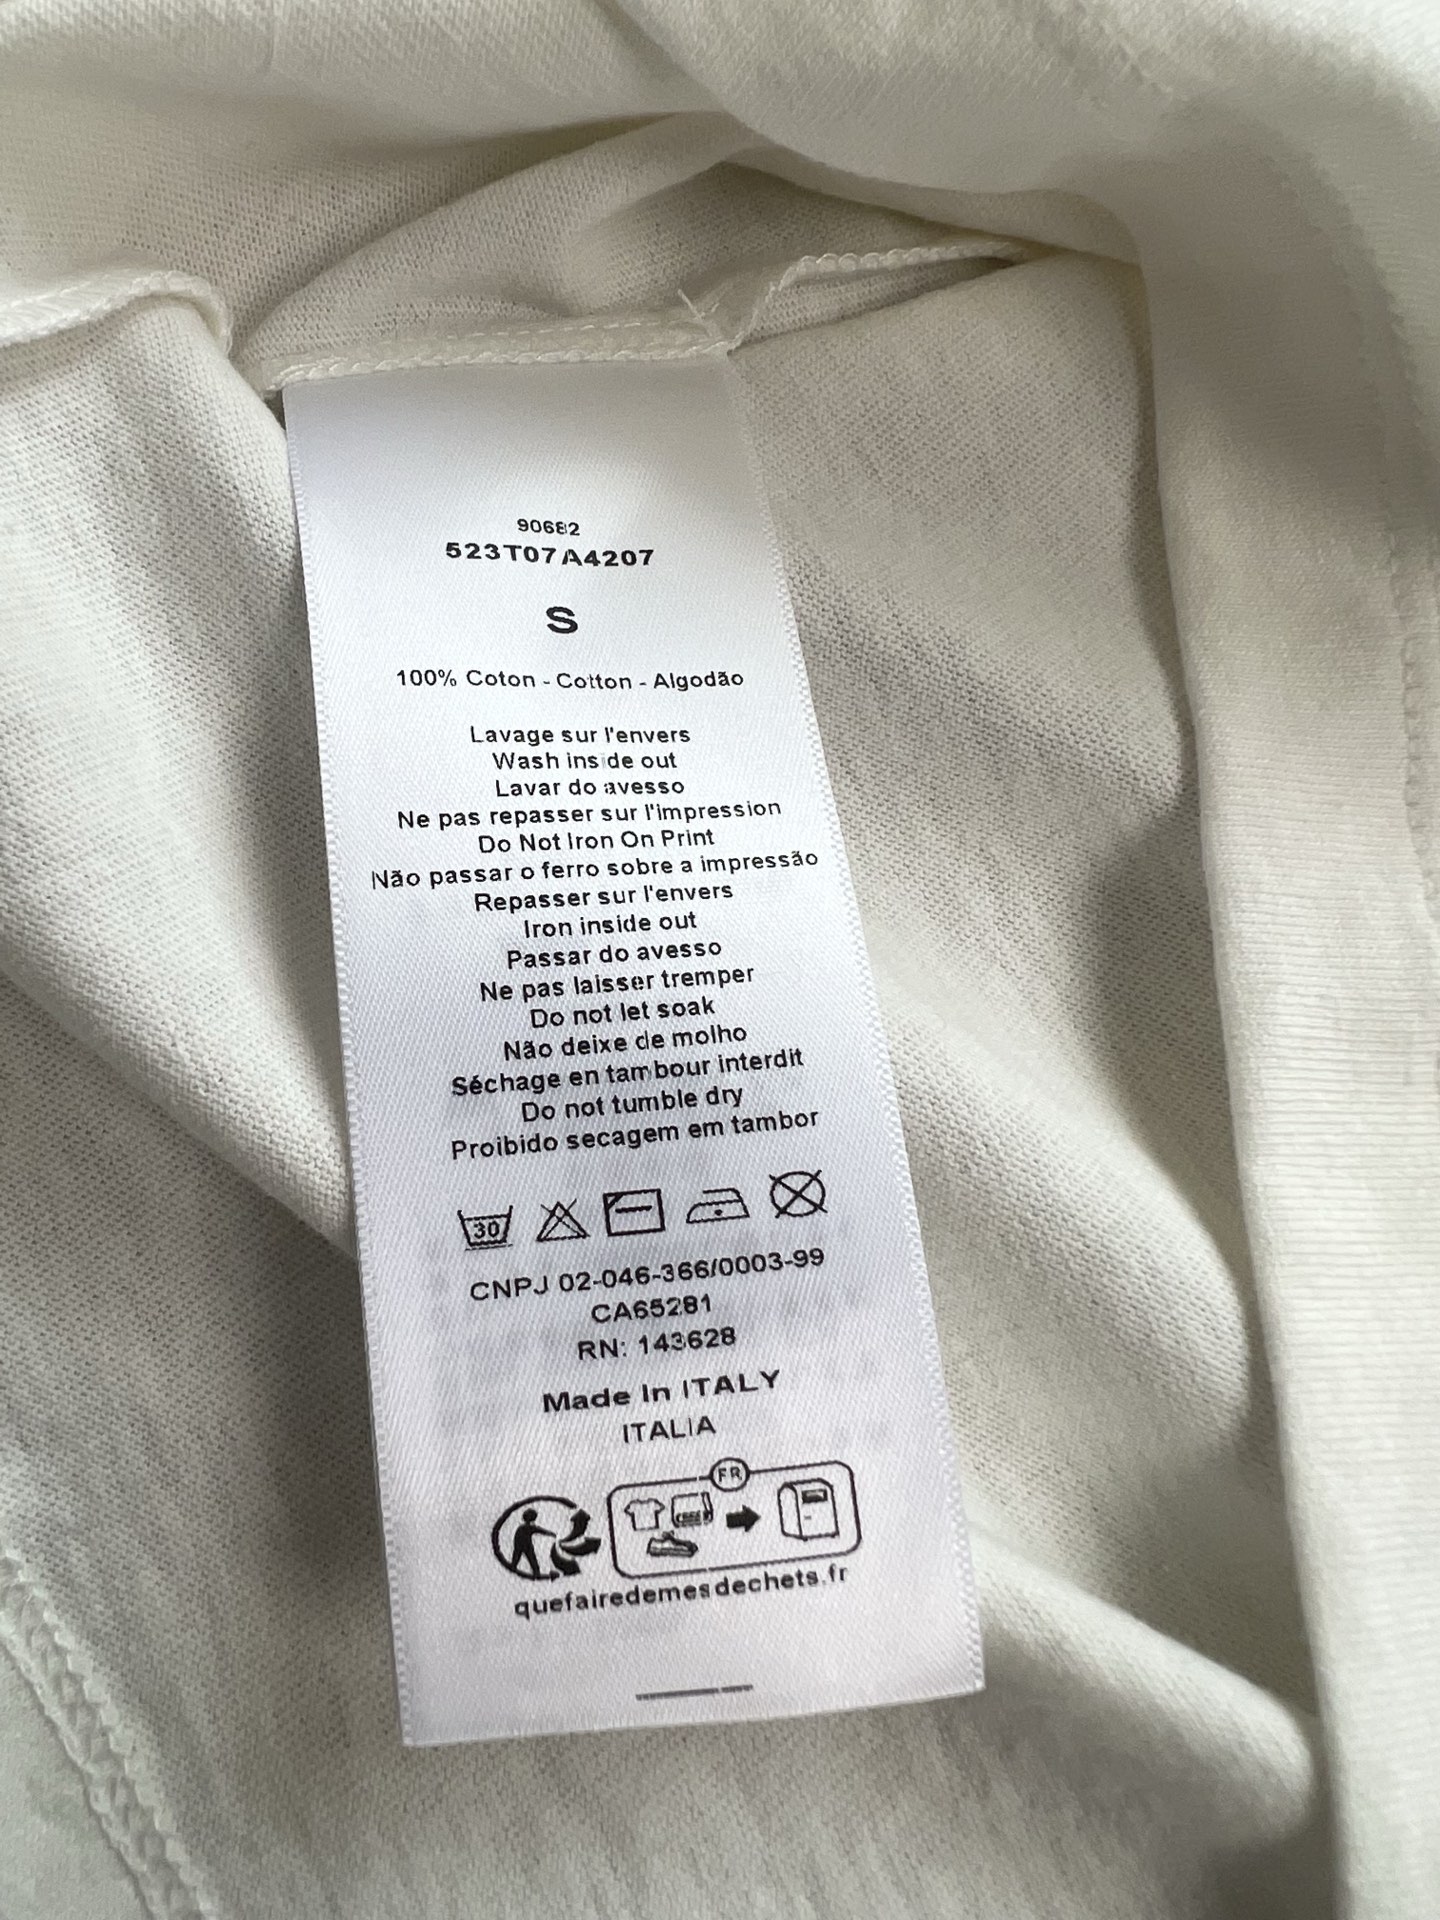 90682
523T07A4207
S
100% Coton - Cotton - Algodão
Lavage sur l'envers
Wash inside out
Lavar do avesso
Ne pas repasser sur l'impression
Do Not Iron On Print
Não passar o ferro sobre a impressão
Repasser sur l'envers
Iron inside out
Passar do avesso
Ne pas laisser tremper
Do not let soak
Não deixe de molho
Séchage en tambour interdit
Do not tumble dry
Proibido secagem em tambor
30
CNPJ 02-046-366/0003-99
CA65281
RN: 143628
Made In ITALY
ITALIA
FR
quefairedemesdechets.fr